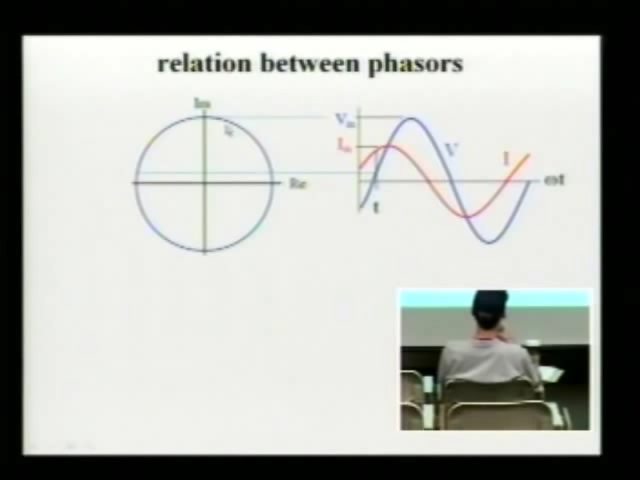 relation between phasors
Im
Vm
Im
V
I
Re
ωt
t